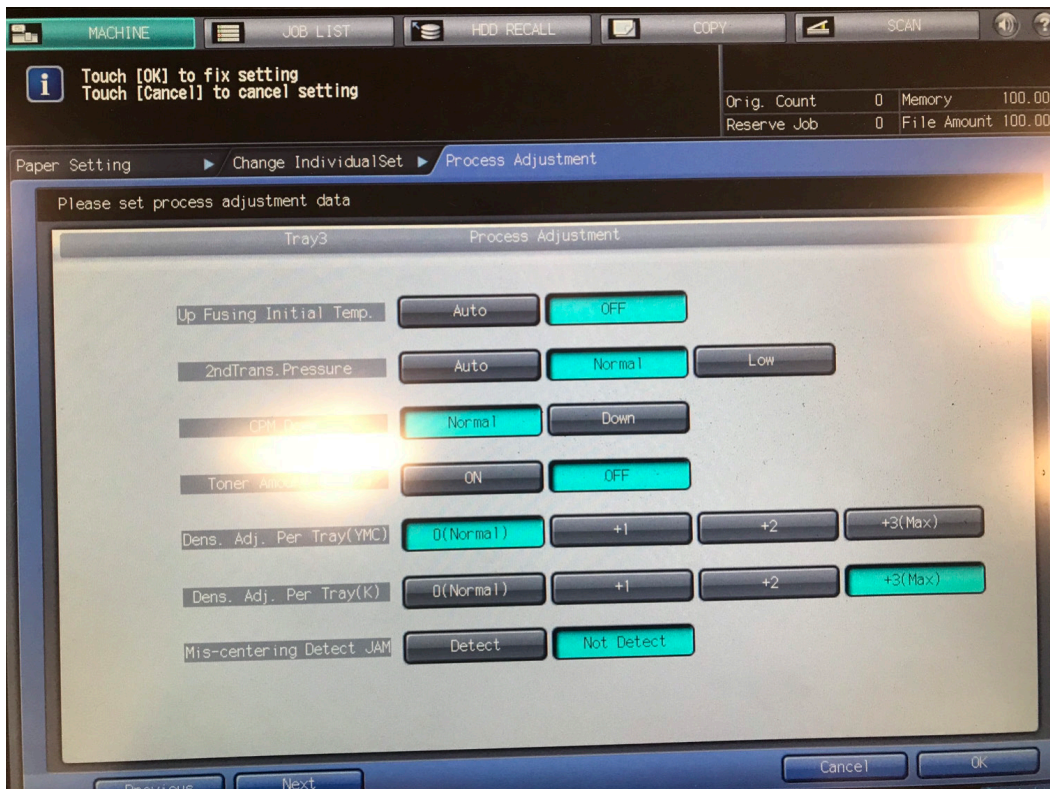 MACHINE JOB LIST HDD RECALL COPY SCAN ?
i Touch [OK] to fix setting
Touch [Cancel] to cancel setting
Orig. Count 0 Memory 100.00
Reserve Job 0 File Amount 100.00
Paper Setting Change IndividualSet Process Adjustment
Please set process adjustment data
Tray3 Process Adjustment
Up Fusing Initial Temp. Auto OFF
2ndTrans.Pressure Auto Normal Low
CPM Normal Down
Toner ON OFF
Dens. Adj. Per Tray(YMC) 0(Normal) +1 +2 +3(Max)
Dens. Adj. Per Tray(K) 0(Normal) +1 +2 +3(Max)
Mis-centering Detect JAM Detect Not Detect
Previous Next Cancel OK